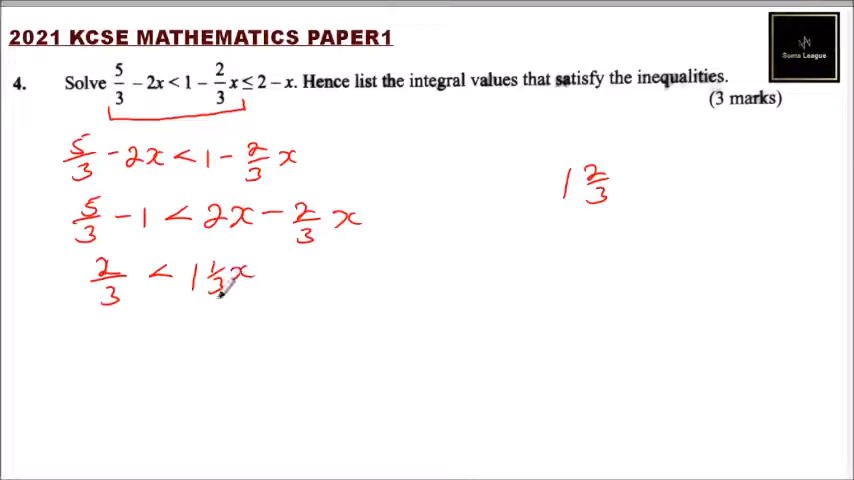 2021 KCSE MATHEMATICS PAPER1
Soma League
4. Solve 5/3 − 2x < 1 − 2/3 x ≤ 2 − x. Hence list the integral values that satisfy the inequalities.
(3 marks)
5/3 − 2x < 1 − 2/3 x
1 2/3
5/3 − 1 < 2x − 2/3 x
2/3 < 1 1/3 x